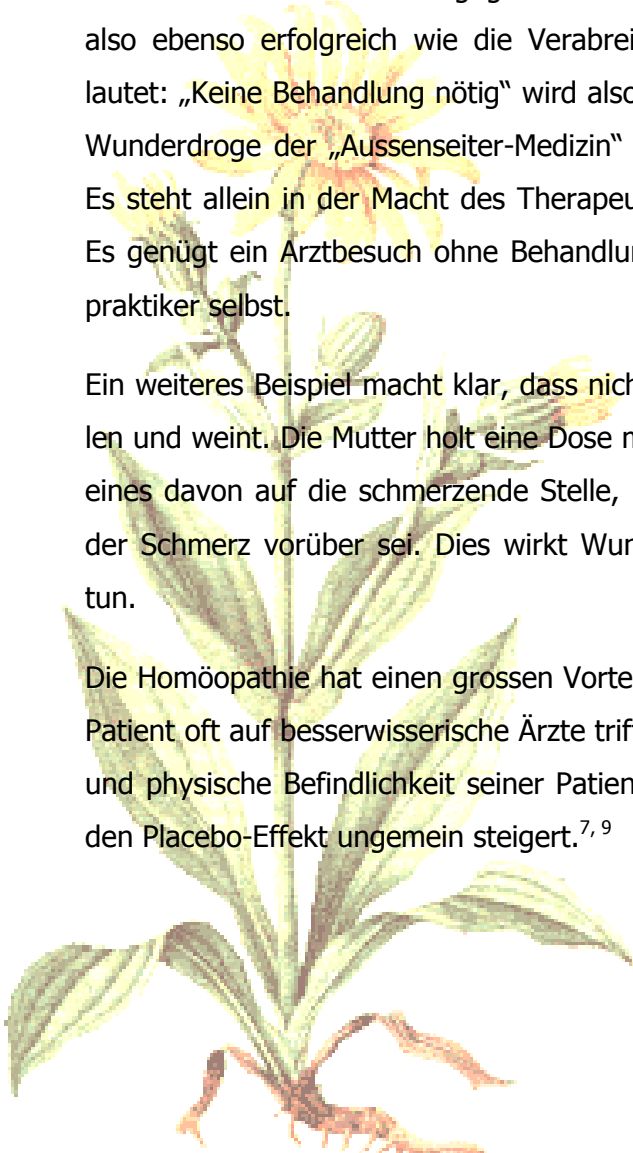 also ebenso erfolgreich wie die Verabrei
lautet: „Keine Behandlung nötig“ wird also
Wunderdroge der „Aussenseiter-Medizin“
Es steht allein in der Macht des Therapeu
Es genügt ein Arztbesuch ohne Behandlu
praktiker selbst.
Ein weiteres Beispiel macht klar, dass nich
len und weint. Die Mutter holt eine Dose m
eines davon auf die schmerzende Stelle,
der Schmerz vorüber sei. Dies wirkt Wun
tun.
Die Homöopathie hat einen grossen Vorte
Patient oft auf besserwisserische Ärzte trif
und physische Befindlichkeit seiner Patien
den Placebo-Effekt ungemein steigert.7, 9